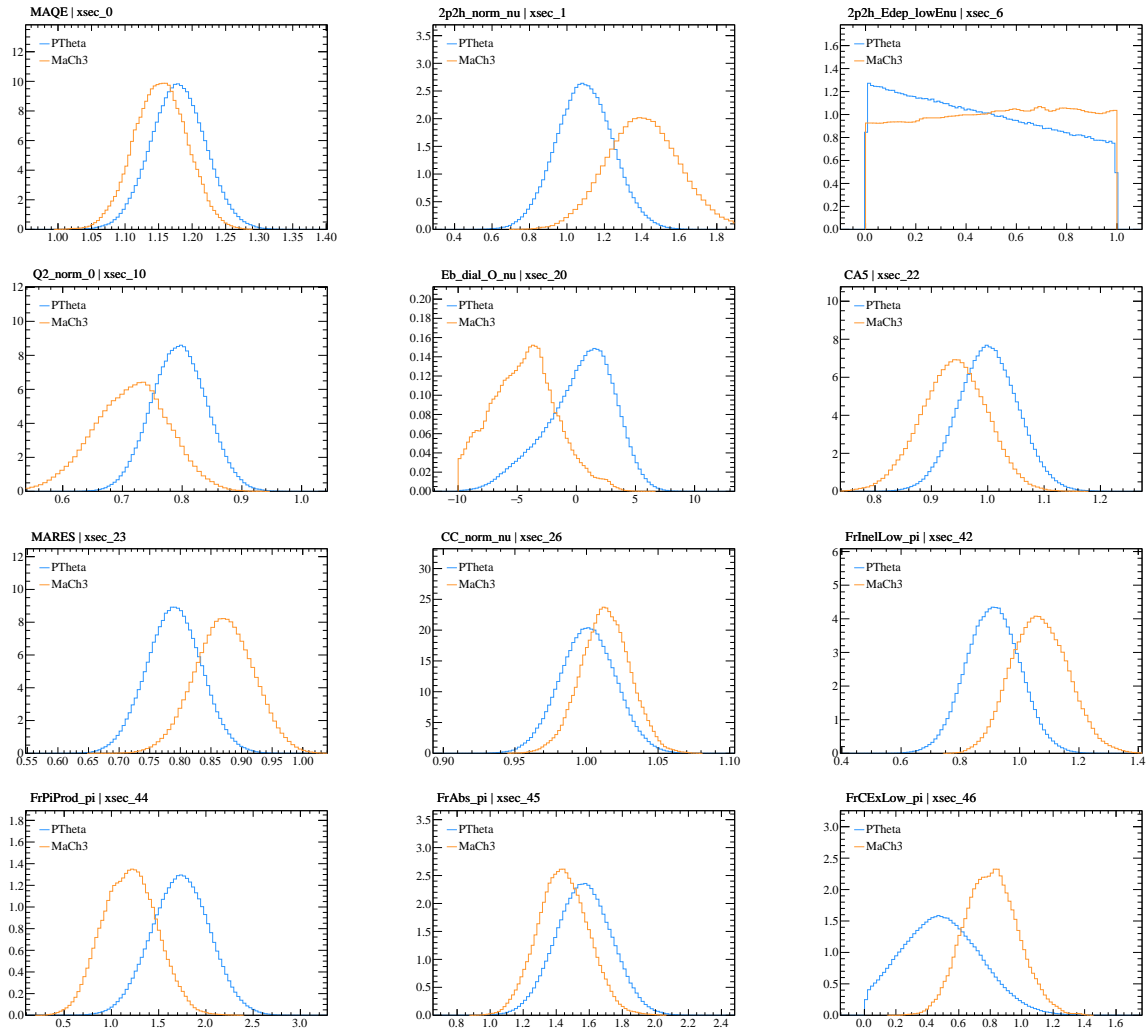 MAQE | xsec_0
PTheta
MaCh3
0
2
4
6
8
10
12
1.00 1.05 1.10 1.15 1.20 1.25 1.30 1.35 1.40
2p2h_norm_nu | xsec_1
PTheta
MaCh3
0.0
0.5
1.0
1.5
2.0
2.5
3.0
3.5
0.4 0.6 0.8 1.0 1.2 1.4 1.6 1.8
2p2h_Edep_lowEnu | xsec_6
PTheta
MaCh3
0.0
0.2
0.4
0.6
0.8
1.0
1.2
1.4
1.6
0.0 0.2 0.4 0.6 0.8 1.0
Q2_norm_0 | xsec_10
PTheta
MaCh3
0
2
4
6
8
10
12
0.6 0.7 0.8 0.9 1.0
Eb_dial_O_nu | xsec_20
PTheta
MaCh3
0.00
0.02
0.04
0.06
0.08
0.10
0.12
0.14
0.16
0.18
0.20
−10 −5 0 5 10
CA5 | xsec_22
PTheta
MaCh3
0
2
4
6
8
10
0.8 0.9 1.0 1.1 1.2
MARES | xsec_23
PTheta
MaCh3
0
2
4
6
8
10
12
0.55 0.60 0.65 0.70 0.75 0.80 0.85 0.90 0.95 1.00
CC_norm_nu | xsec_26
PTheta
MaCh3
0
5
10
15
20
25
30
0.90 0.95 1.00 1.05 1.10
FrInelLow_pi | xsec_42
PTheta
MaCh3
0
1
2
3
4
5
6
0.4 0.6 0.8 1.0 1.2 1.4
FrPiProd_pi | xsec_44
PTheta
MaCh3
0.0
0.2
0.4
0.6
0.8
1.0
1.2
1.4
1.6
1.8
0.5 1.0 1.5 2.0 2.5 3.0
FrAbs_pi | xsec_45
PTheta
MaCh3
0.0
0.5
1.0
1.5
2.0
2.5
3.0
3.5
0.8 1.0 1.2 1.4 1.6 1.8 2.0 2.2 2.4
FrCExLow_pi | xsec_46
PTheta
MaCh3
0.0
0.5
1.0
1.5
2.0
2.5
3.0
0.0 0.2 0.4 0.6 0.8 1.0 1.2 1.4 1.6